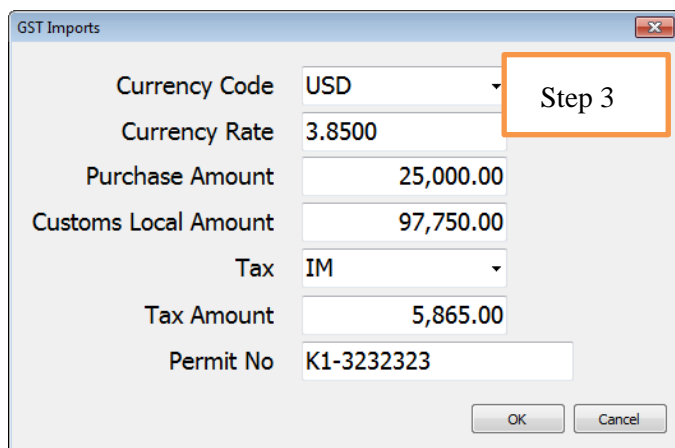 GST Imports
Currency Code USD
Step 3
Currency Rate 3.8500
Purchase Amount 25,000.00
Customs Local Amount 97,750.00
Tax IM
Tax Amount 5,865.00
Permit No K1-3232323
OK Cancel